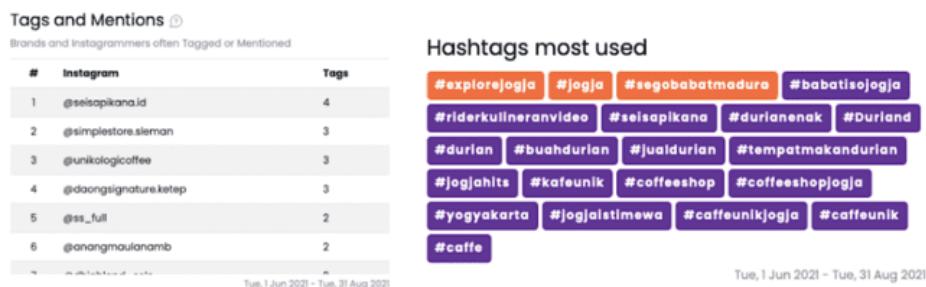 Tags and Mentions ?
Brands and Instagrammers often Tagged or Mentioned
# Instagram Tags
1 @seisapikana.id 4
2 @simplestore.sleman 3
3 @unikologicoffee 3
4 @daongsignature.ketep 3
5 @ss_full 2
6 @anangmaulanamb 2
Tue, 1 Jun 2021 - Tue, 31 Aug 2021
Hashtags most used
#explorejogja #jogja #segobabatmadura #babatisojogja
#riderkulineranvideo #seisapikana #durianenak #Duriand
#durian #buahdurian #jualdurian #tempatmakandurian
#jogjahits #kafeunik #coffeeshop #coffeeshopjogja
#yogyakarta #jogjaistimewa #caffeunikjogja #caffeunik
#caffe
Tue, 1 Jun 2021 - Tue, 31 Aug 2021